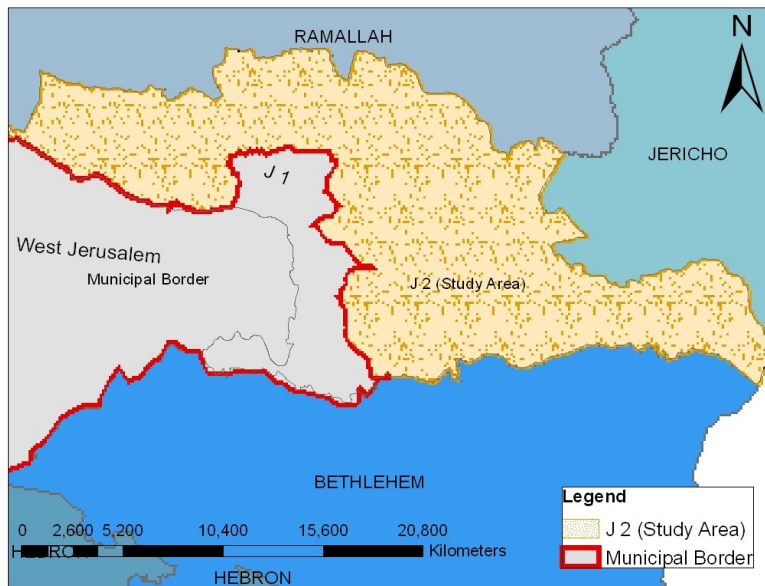 RAMALLAH
N
JERICHO
J 1
West Jerusalem
Municipal Border
J 2 (Study Area)
BETHLEHEM
Legend
J 2 (Study Area)
Municipal Border
0 2,600 5,200 10,400 15,600 20,800
Kilometers
HEBRON
HEBRON